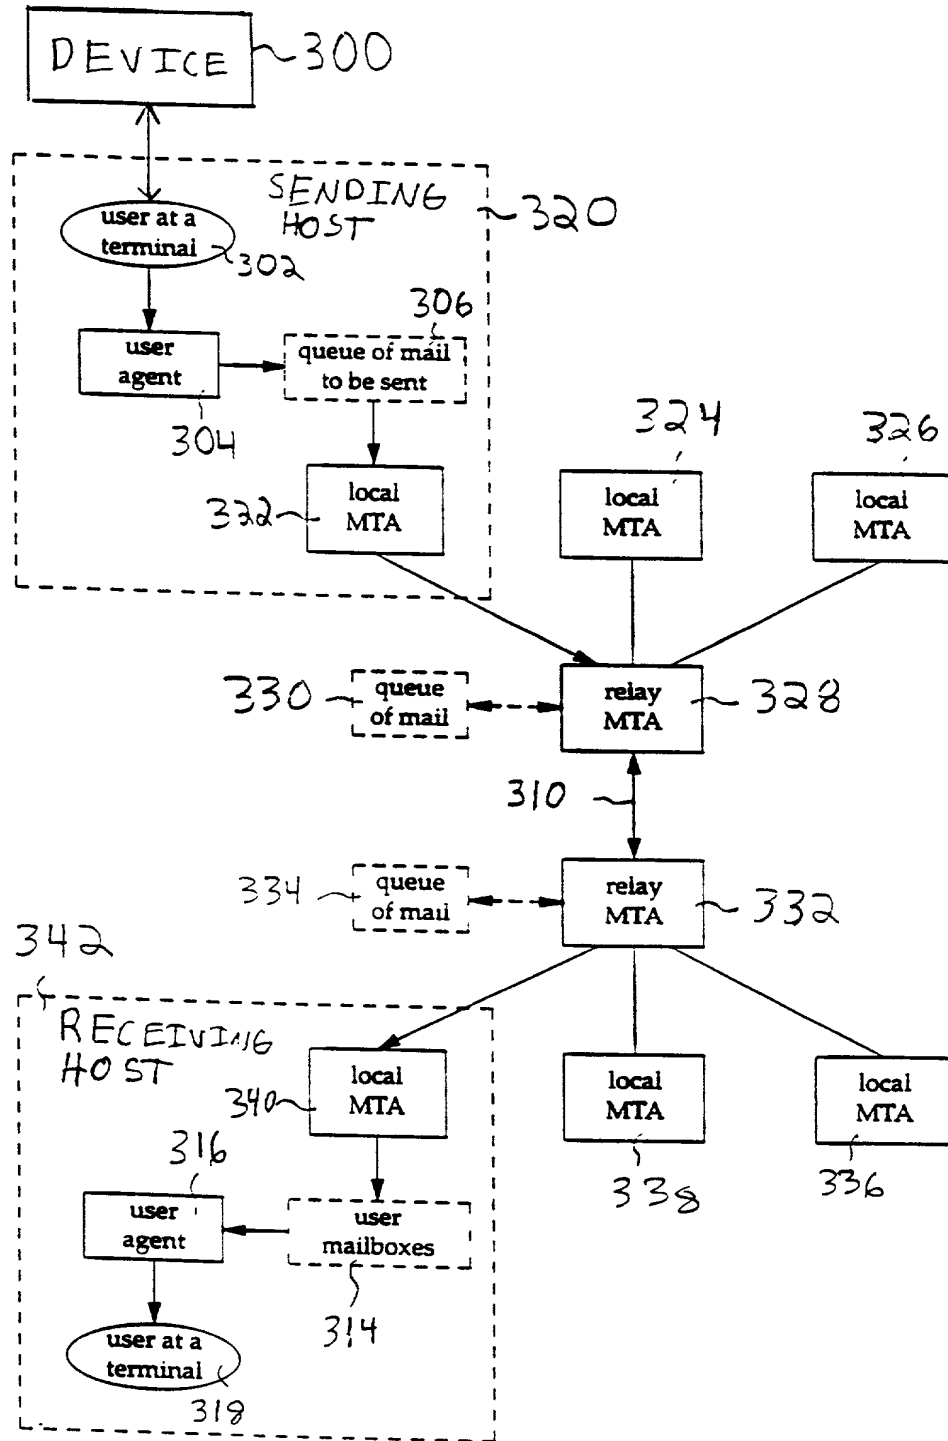 DEVICE
300
SENDING
HOST
320
user at a
terminal
302
306
user
agent
queue of mail
to be sent
304
324
326
local
MTA
322
local
MTA
local
MTA
330
queue
of mail
relay
MTA
328
310
334
queue
of mail
relay
MTA
332
342
RECEIVING
HOST
local
MTA
340
local
MTA
338
local
MTA
336
316
user
agent
user
mailboxes
314
user at a
terminal
318